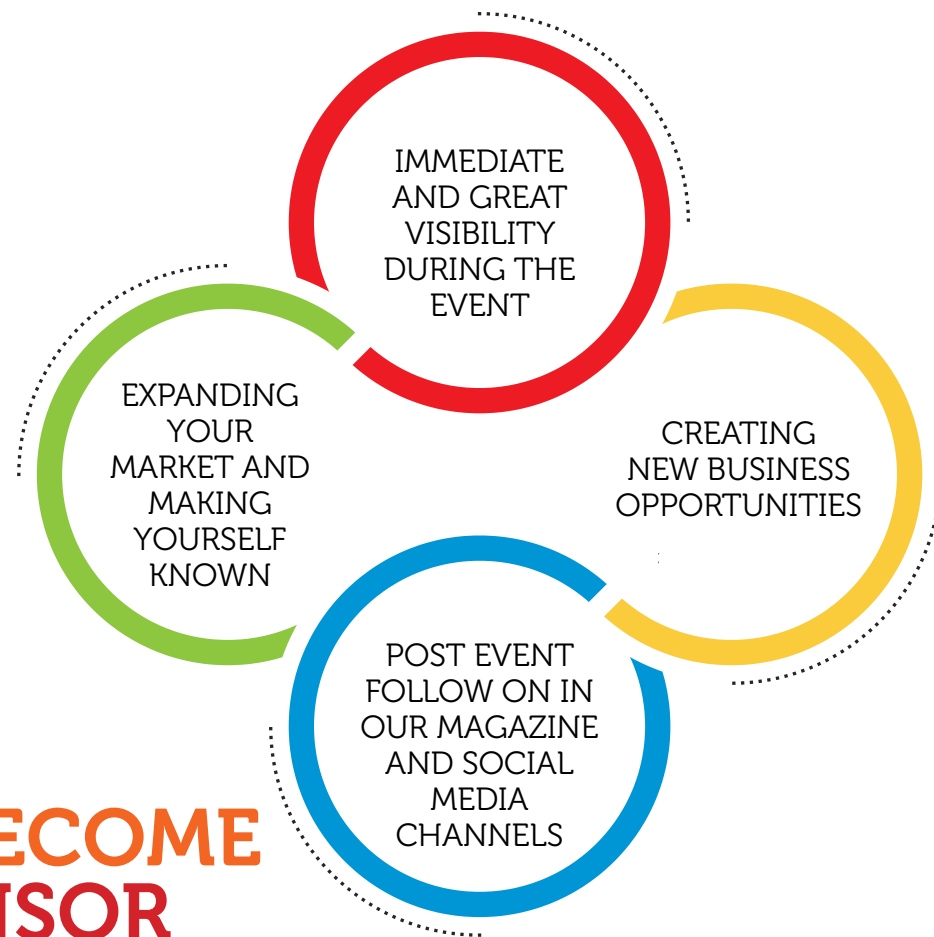 IMMEDIATE
AND GREAT
VISIBILITY
DURING THE
EVENT
EXPANDING
YOUR
MARKET AND
MAKING
YOURSELF
KNOWN
CREATING
NEW BUSINESS
OPPORTUNITIES
POST EVENT
FOLLOW ON IN
OUR MAGAZINE
AND SOCIAL
MEDIA
CHANNELS
ECOME
NSOR